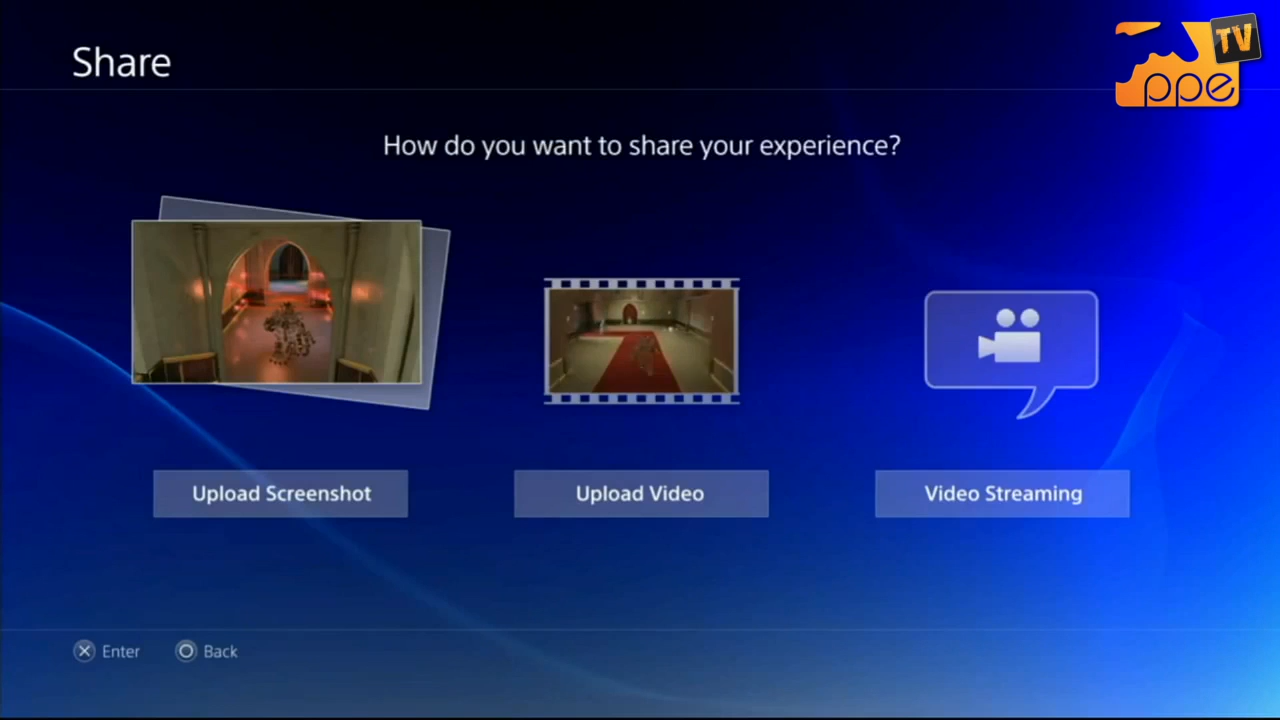 Share
TV
ppe
How do you want to share your experience?
Upload Screenshot
Upload Video
Video Streaming
Enter
Back